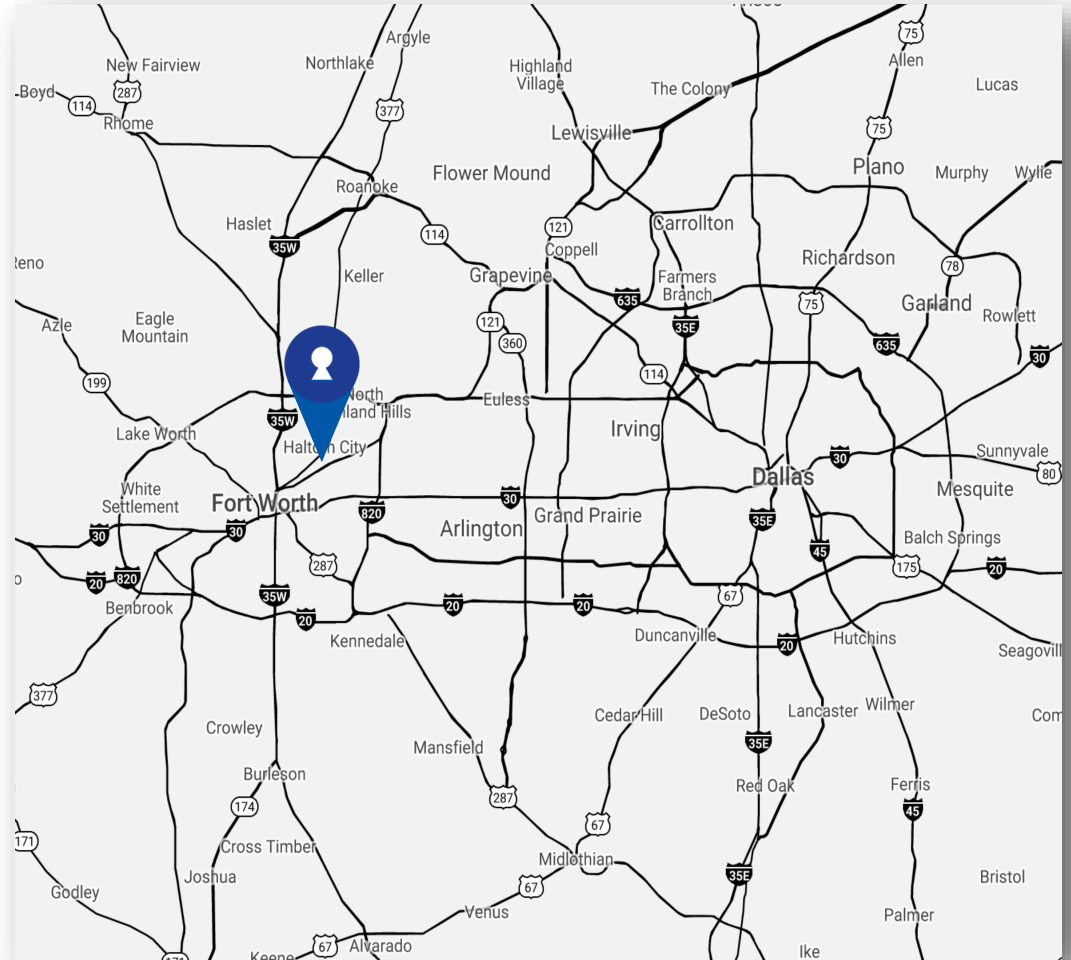 Argyle
75
New Fairview
Northlake
Highland
Village
Allen
Boyd
287
The Colony
Lucas
114
377
Rhome
Lewisville
75
Plano
Roanoke
Flower Mound
Murphy
Wylie
Haslet
114
121
Carrollton
35W
Coppell
Richardson
78
Keller
Grapevine
Farmers
Branch
635
75
Garland
Azle
Eagle
Mountain
121
360
35E
Rowlett
635
30
199
114
North
Euless
35W
Lake Worth
Haltom City
Irving
30
Sunnyvale
80
White
Settlement
Fort Worth
30
Dallas
Mesquite
820
Arlington
Grand Prairie
35E
30
30
45
Balch Springs
287
175
20
820
20
Benbrook
35W
20
20
20
67
Kennedale
Duncanville
20
Hutchins
377
Crowley
Cedar Hill
DeSoto
Lancaster
Wilmer
Mansfield
35E
Burleson
287
Red Oak
Ferris
174
67
45
171
Cross Timber
Midlothian
Joshua
35E
Godley
67
Bristol
Venus
Palmer
67
Alvarado
Ike